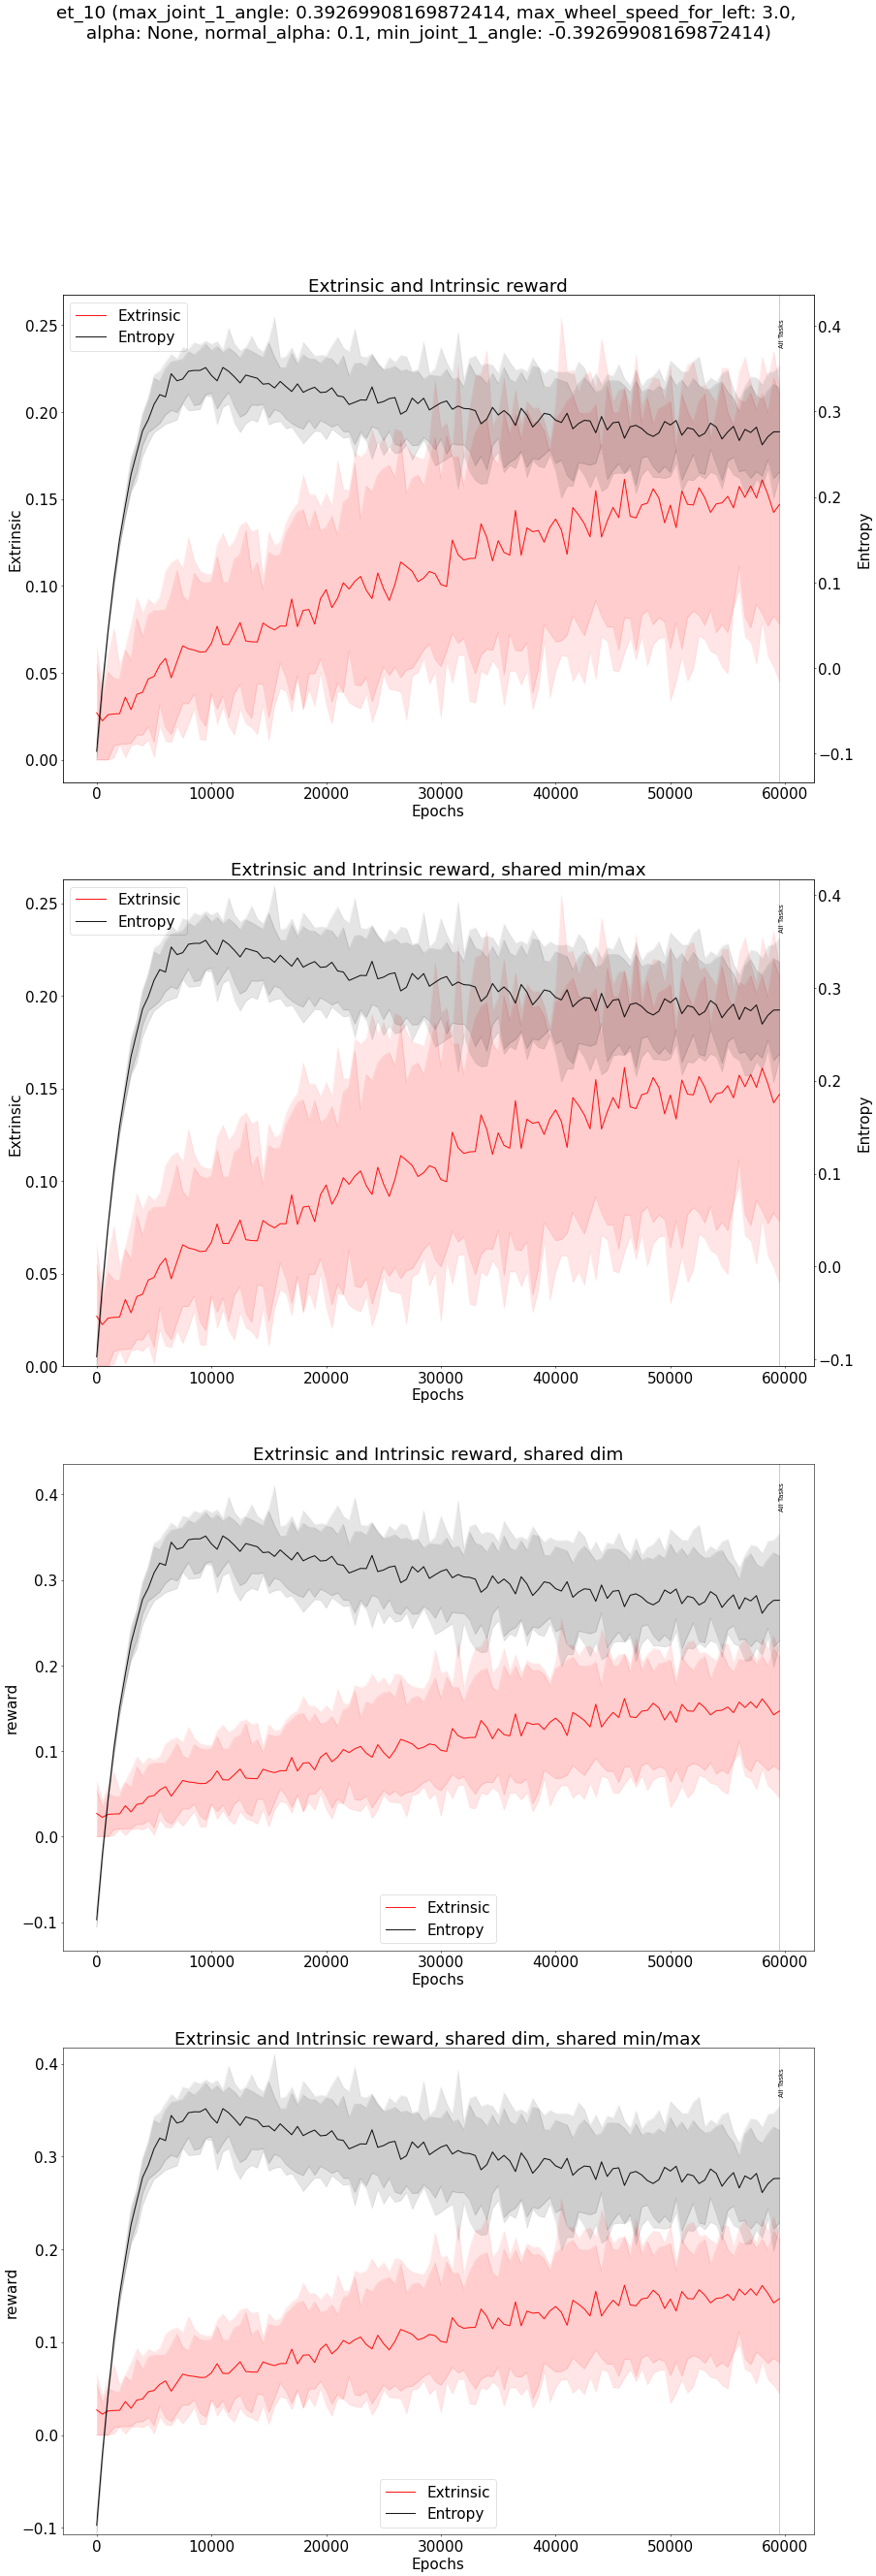 et_10 (max_joint_1_angle: 0.39269908169872414, max_wheel_speed_for_left: 3.0,
alpha: None, normal_alpha: 0.1, min_joint_1_angle: -0.39269908169872414)
Extrinsic and Intrinsic reward
Extrinsic
Entropy
All Tasks
0.25
0.20
0.15
0.10
0.05
0.00
Extrinsic
0.4
0.3
0.2
0.1
0.0
−0.1
Entropy
0 10000 20000 30000 40000 50000 60000
Epochs
Extrinsic and Intrinsic reward, shared min/max
Extrinsic
Entropy
All Tasks
0.25
0.20
0.15
0.10
0.05
0.00
Extrinsic
0.4
0.3
0.2
0.1
0.0
−0.1
Entropy
0 10000 20000 30000 40000 50000 60000
Epochs
Extrinsic and Intrinsic reward, shared dim
All Tasks
0.4
0.3
0.2
0.1
0.0
−0.1
reward
Extrinsic
Entropy
0 10000 20000 30000 40000 50000 60000
Epochs
Extrinsic and Intrinsic reward, shared dim, shared min/max
All Tasks
0.4
0.3
0.2
0.1
0.0
−0.1
reward
Extrinsic
Entropy
0 10000 20000 30000 40000 50000 60000
Epochs